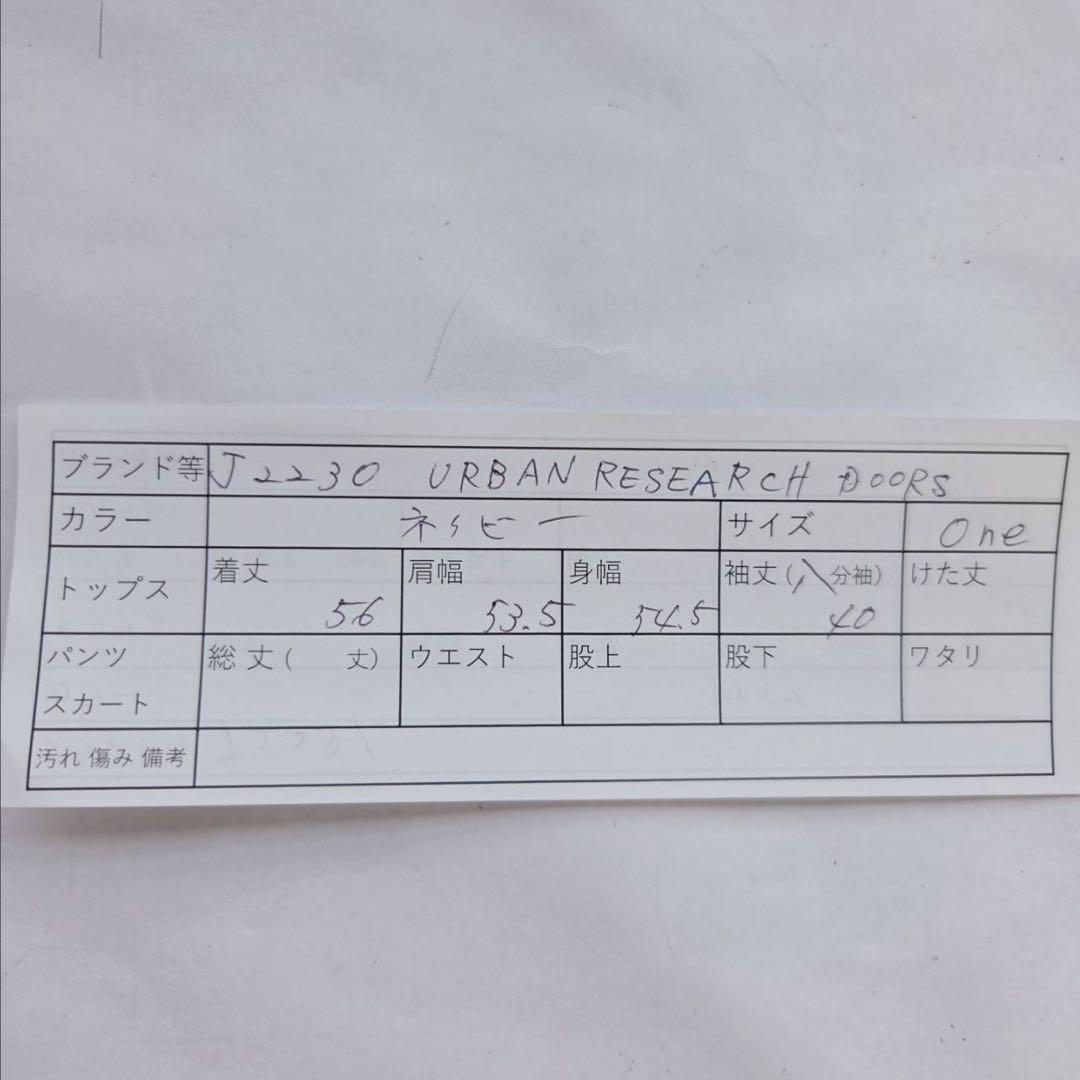 ブランド等 J2230 URBAN RESEARCH DOORS
カラー ネイビー サイズ One
トップス 着丈 56 肩幅 53.5 身幅 54.5 袖丈(八分袖) 40 けた丈
パンツ スカート 総丈( 丈) ウエスト 股上 股下 ワタリ
汚れ 傷み 備考